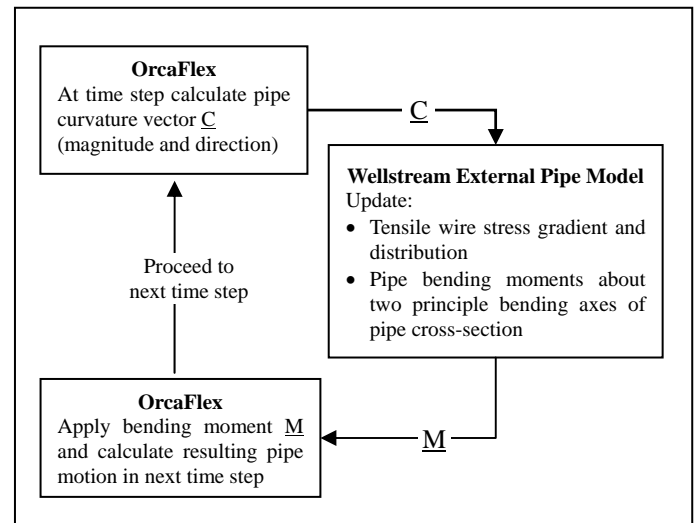 OrcaFlex
At time step calculate pipe
curvature vector C
(magnitude and direction)
C
Wellstream External Pipe Model
Update:
• Tensile wire stress gradient and
distribution
• Pipe bending moments about
two principle bending axes of
pipe cross-section
Proceed to
next time step
OrcaFlex
Apply bending moment M
and calculate resulting pipe
motion in next time step
M